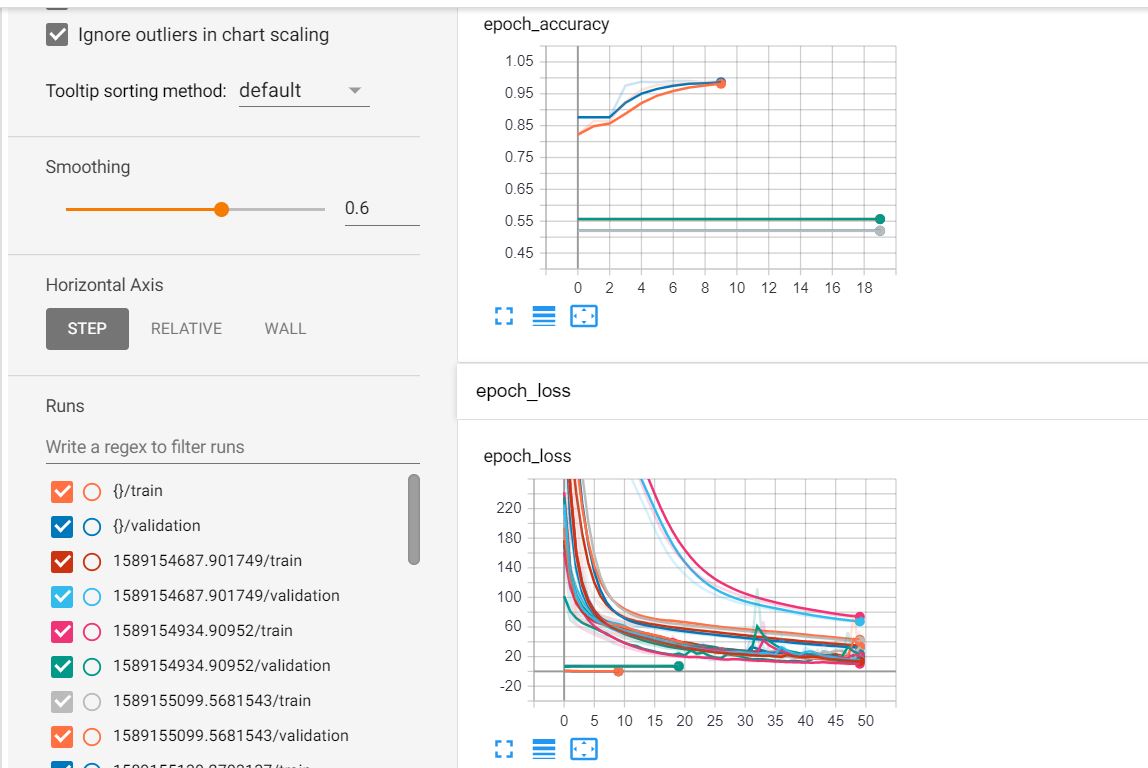 Ignore outliers in chart scaling
Tooltip sorting method: default
Smoothing
0.6
Horizontal Axis
STEP RELATIVE WALL
Runs
Write a regex to filter runs
{}/train
{}/validation
1589154687.901749/train
1589154687.901749/validation
1589154934.90952/train
1589154934.90952/validation
1589155099.5681543/train
1589155099.5681543/validation
epoch_accuracy
1.05
0.95
0.85
0.75
0.65
0.55
0.45
0 2 4 6 8 10 12 14 16 18
epoch_loss
epoch_loss
220
180
140
100
60
20
-20
0 5 10 15 20 25 30 35 40 45 50